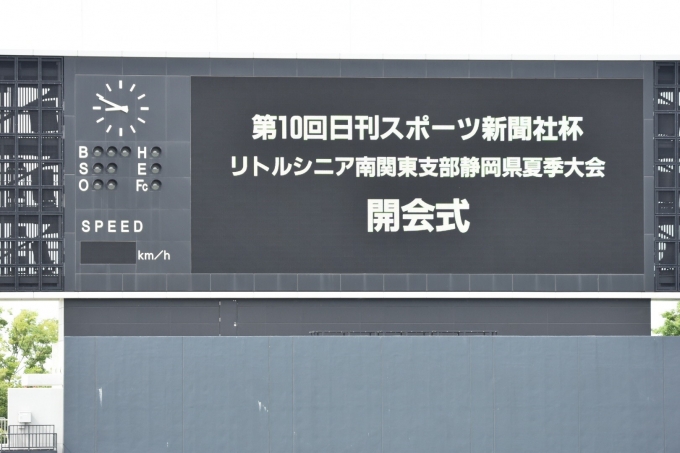 第10回日刊スポーツ新聞社杯
リトルシニア南関東支部静岡県夏季大会
開会式
B H
S E
O Fc
SPEED
km/h